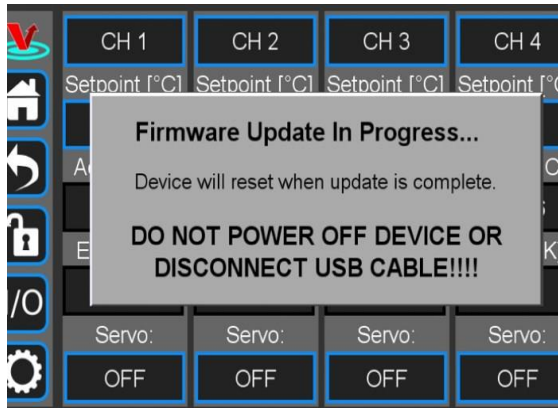 CH 1 CH 2 CH 3 CH 4
Setpoint [°C] Setpoint [°C] Setpoint [°C] Setpoint [°C
Firmware Update In Progress...
Device will reset when update is complete.
DO NOT POWER OFF DEVICE OR
DISCONNECT USB CABLE!!!!
I/O
Servo: Servo: Servo: Servo:
OFF OFF OFF OFF